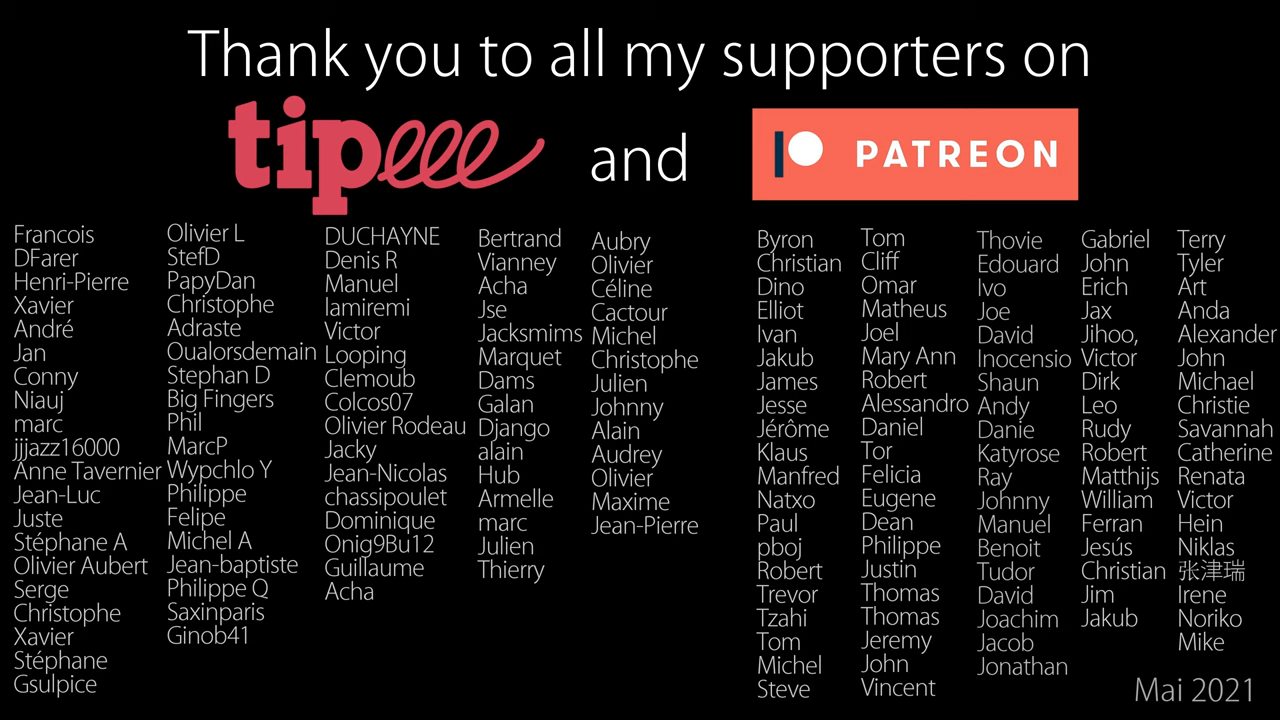 Thank you to all my supporters on
tipeee and PATREON
Francois
DFarer
Henri-Pierre
Xavier
André
Jan
Conny
Niauj
marc
jjjazz16000
Anne Tavernier
Jean-Luc
Juste
Stéphane A
Olivier Aubert
Serge
Christophe
Xavier
Stéphane
Gsulpice
Olivier L
StefD
PapyDan
Christophe
Adraste
Oualorsdemain
Stephan D
Big Fingers
Phil
MarcP
Wypchlo Y
Philippe
Felipe
Michel A
Jean-baptiste
Philippe Q
Saxinparis
Ginob41
DUCHAYNE
Denis R
Manuel
lamiremi
Victor
Looping
Clemoub
Colcos07
Olivier Rodeau
Jacky
Jean-Nicolas
chassipoulet
Dominique
Onig9Bu12
Guillaume
Acha
Bertrand
Vianney
Acha
Jse
Jacksmims
Marquet
Dams
Galan
Django
alain
Hub
Armelle
marc
Julien
Thierry
Aubry
Olivier
Céline
Cactour
Michel
Christophe
Julien
Johnny
Alain
Audrey
Olivier
Maxime
Jean-Pierre
Byron
Christian
Dino
Elliot
Ivan
Jakub
James
Jesse
Jérôme
Klaus
Manfred
Natxo
Paul
pboj
Robert
Trevor
Tzahi
Tom
Michel
Steve
Tom
Cliff
Omar
Matheus
Joel
Mary Ann
Robert
Alessandro
Daniel
Tor
Felicia
Eugene
Dean
Philippe
Justin
Thomas
Thomas
Jeremy
John
Vincent
Thovie
Edouard
Ivo
Joe
David
Inocensio
Shaun
Andy
Danie
Katyrose
Ray
Johnny
Manuel
Benoit
Tudor
David
Joachim
Jacob
Jonathan
Gabriel
John
Erich
Jax
Jihoo,
Victor
Dirk
Leo
Rudy
Robert
Matthijs
William
Ferran
Jesús
Christian
Jim
Jakub
Terry
Tyler
Art
Anda
Alexander
John
Michael
Christie
Savannah
Catherine
Renata
Victor
Hein
Niklas
张津瑞
Irene
Noriko
Mike
Mai 2021